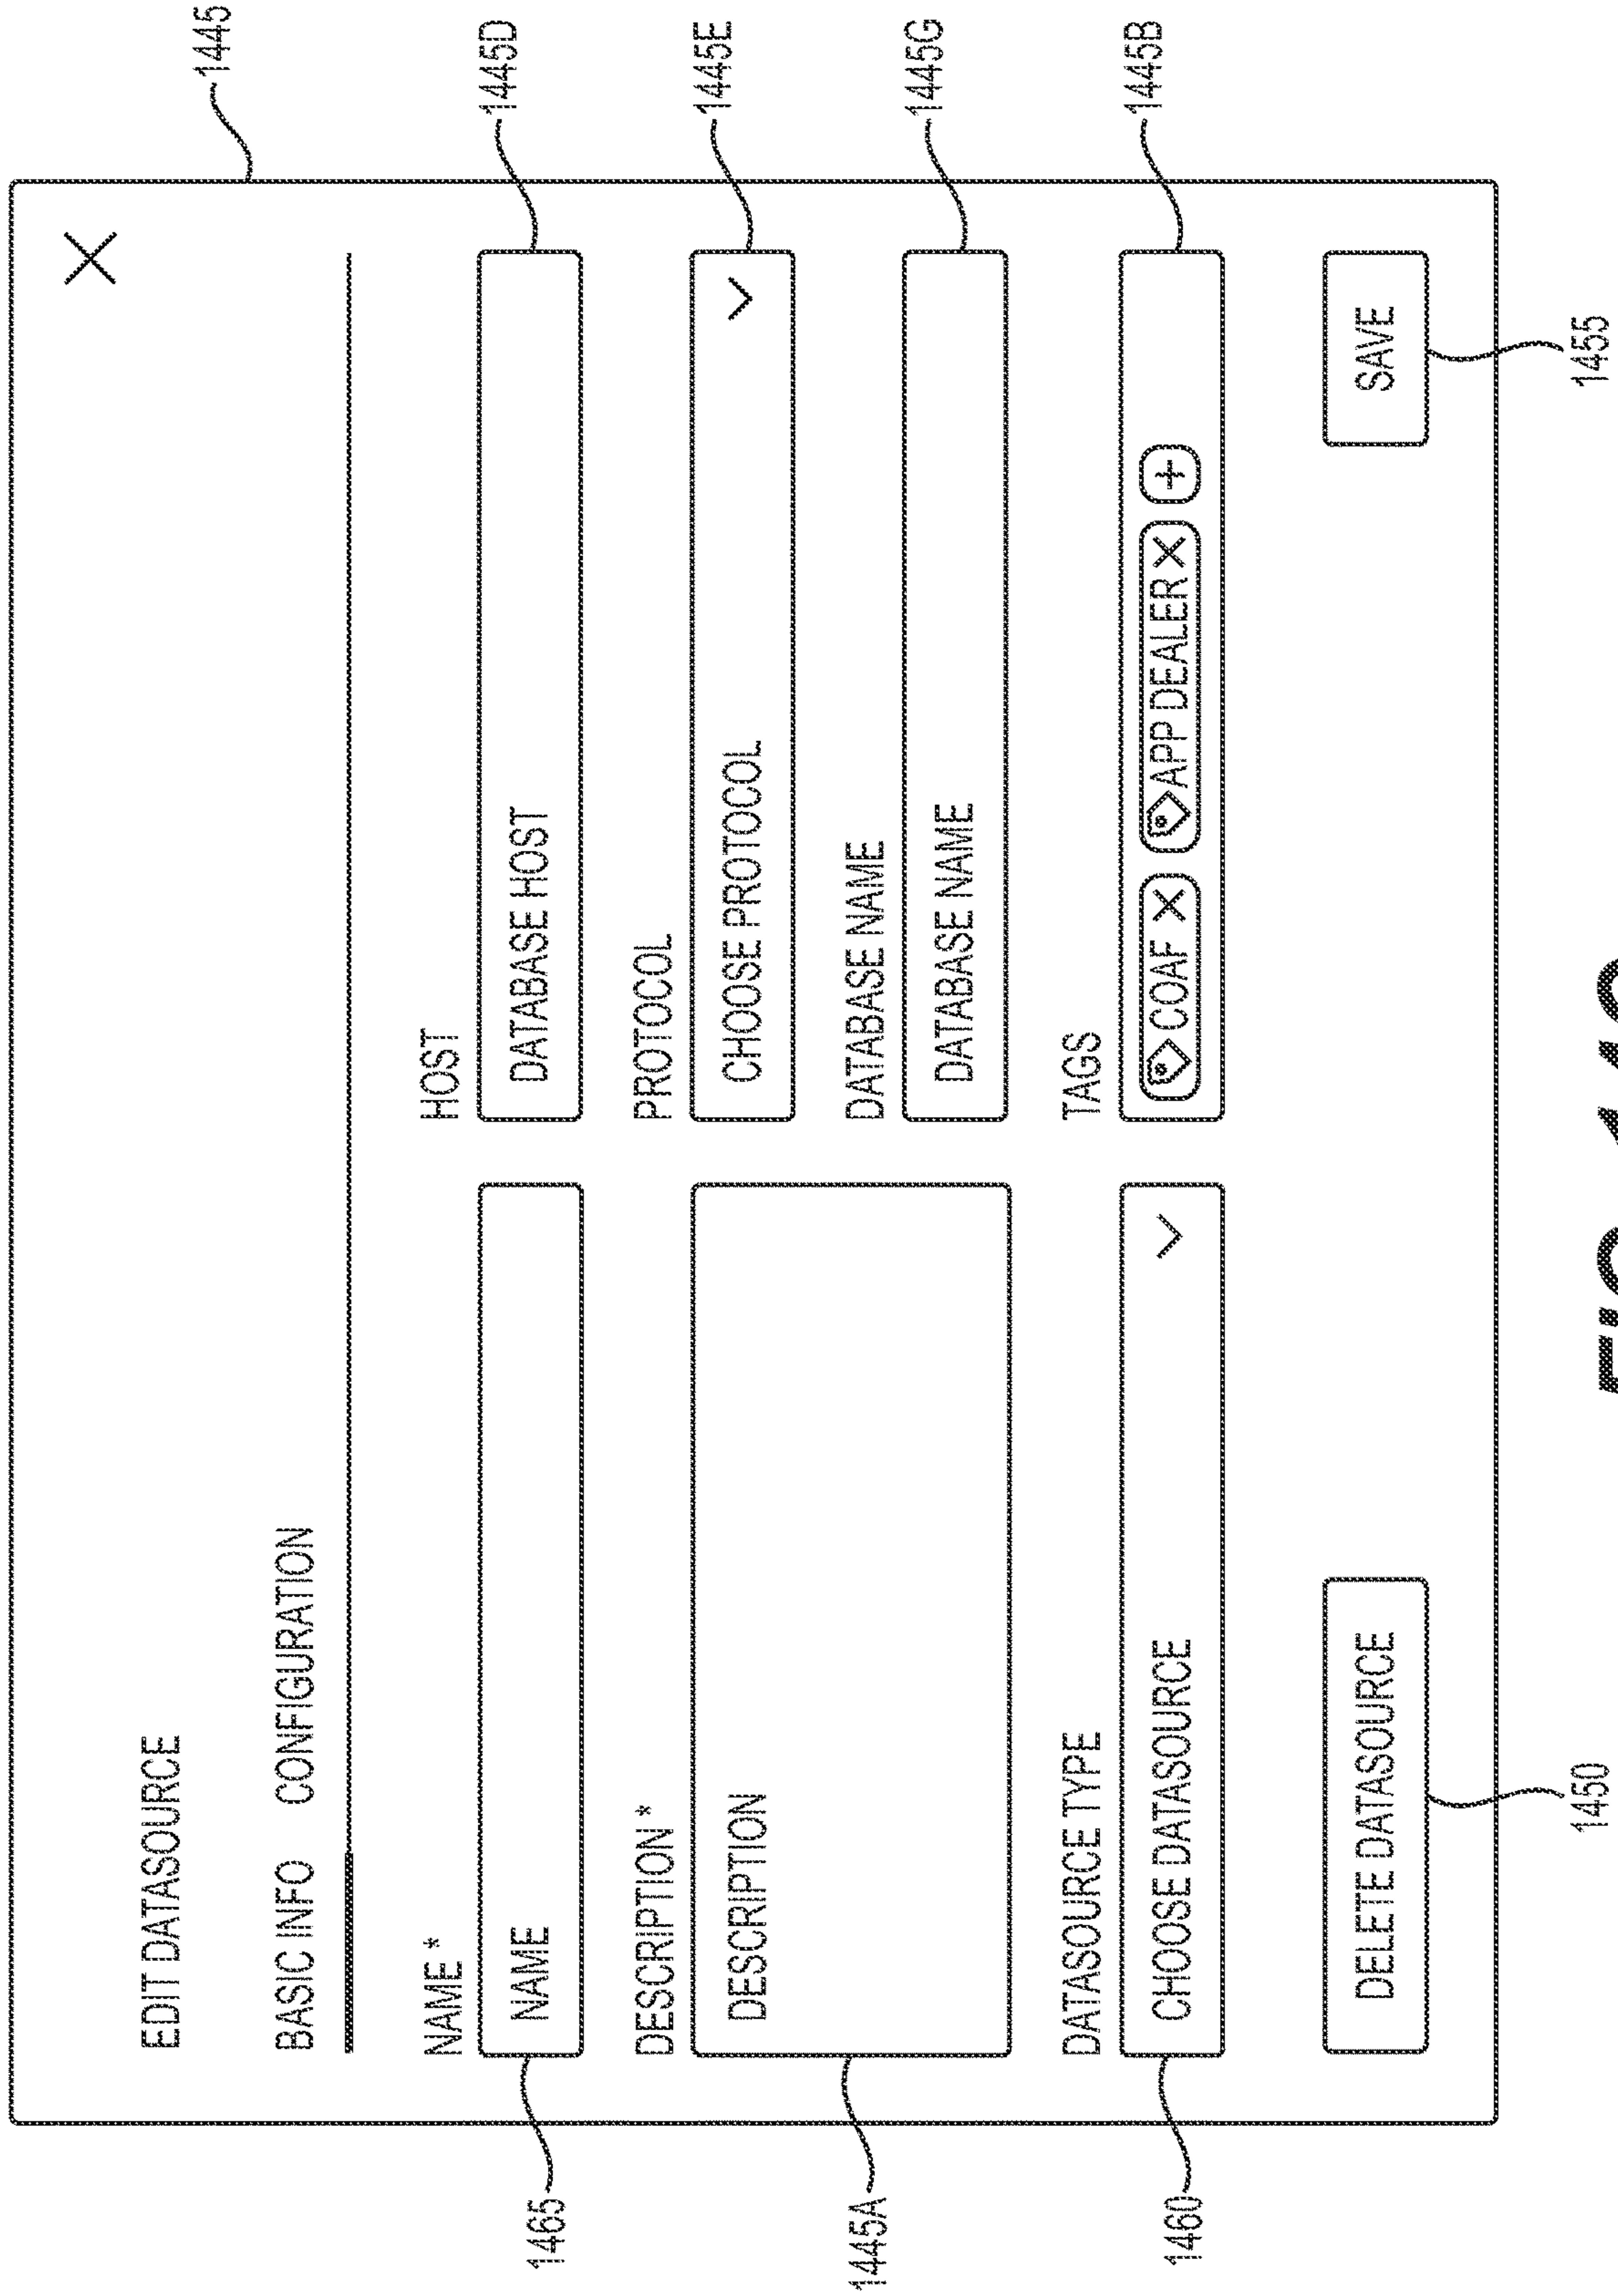 1445
EDIT DATASOURCE
BASIC INFO CONFIGURATION
NAME * HOST
1465 NAME DATABASE HOST 1445D
DESCRIPTION * PROTOCOL
DESCRIPTION CHOOSE PROTOCOL 1445E
1445A
DATABASE NAME
DATABASE NAME 1445G
DATASOURCE TYPE TAGS
1460 CHOOSE DATASOURCE COAF X APP DEALER X + 1445B
DELETE DATASOURCE SAVE
1450 1455